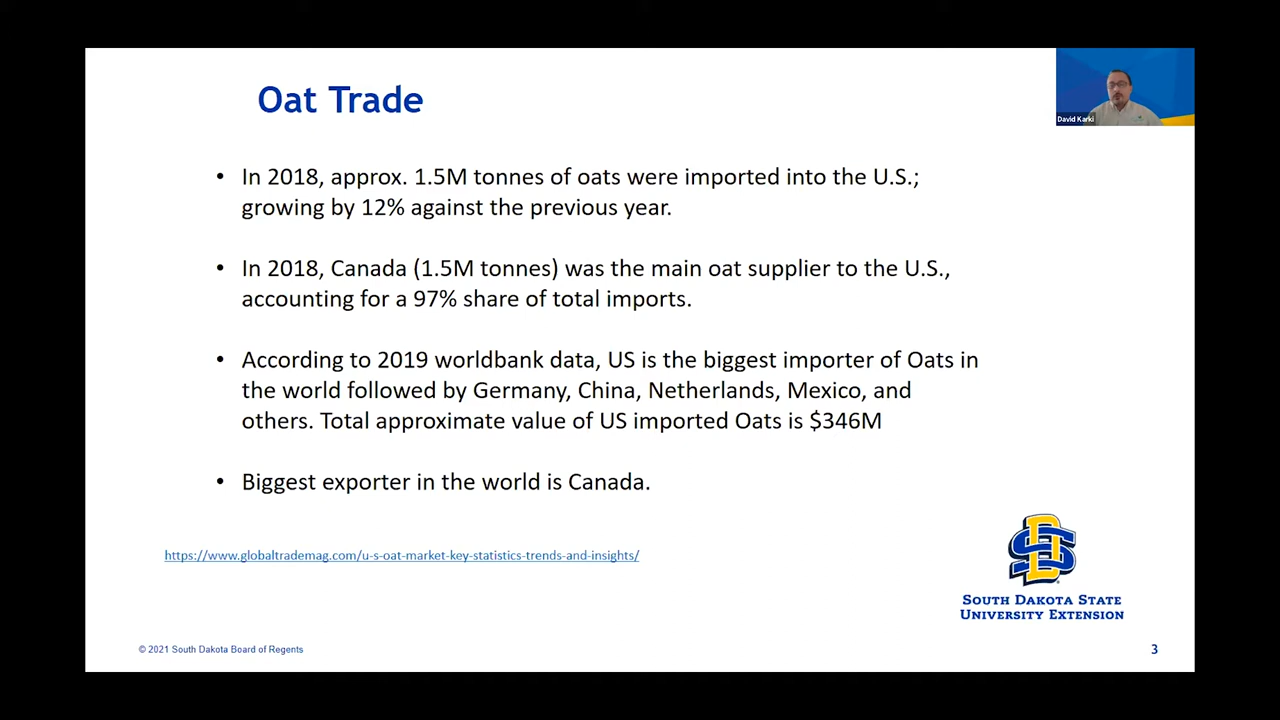 Oat Trade
David Karki
• In 2018, approx. 1.5M tonnes of oats were imported into the U.S.;
growing by 12% against the previous year.
• In 2018, Canada (1.5M tonnes) was the main oat supplier to the U.S.,
accounting for a 97% share of total imports.
• According to 2019 worldbank data, US is the biggest importer of Oats in
the world followed by Germany, China, Netherlands, Mexico, and
others. Total approximate value of US imported Oats is $346M
• Biggest exporter in the world is Canada.
https://www.globaltrademag.com/u-s-oat-market-key-statistics-trends-and-insights/
SD
SOUTH DAKOTA STATE
UNIVERSITY EXTENSION
© 2021 South Dakota Board of Regents
3